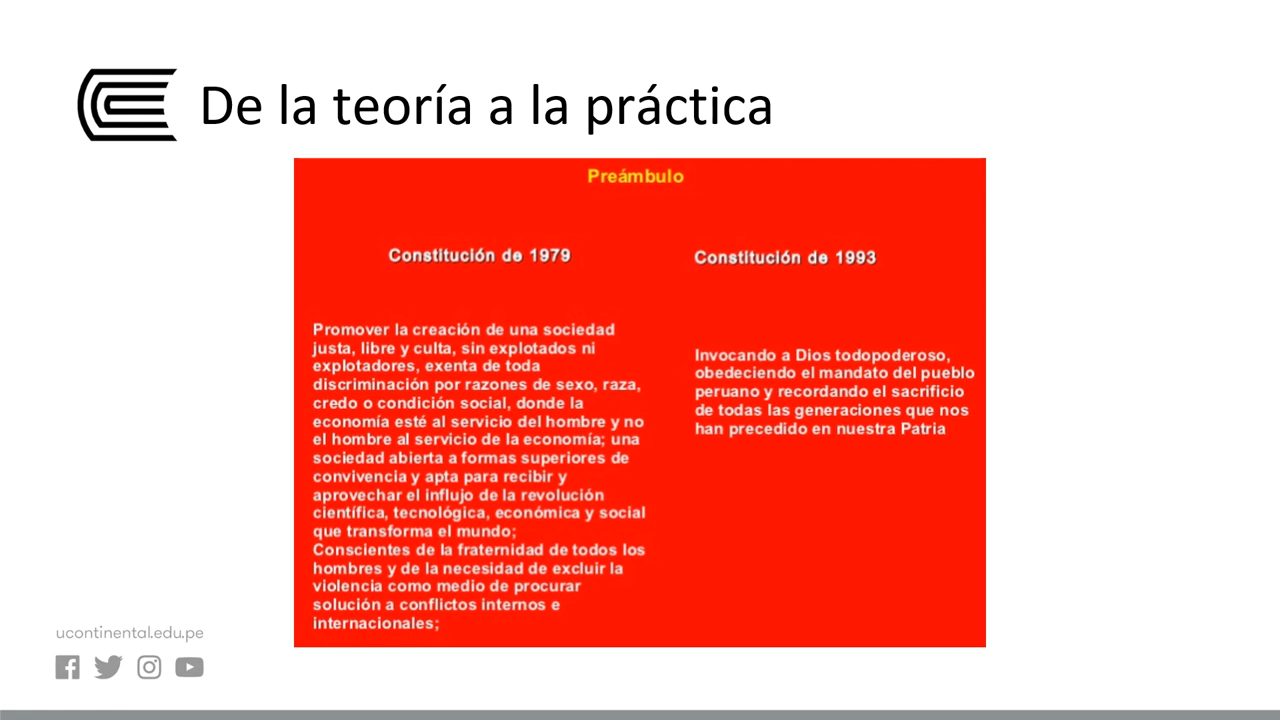 De la teoría a la práctica
Preámbulo
Constitución de 1979
Promover la creación de una sociedad
justa, libre y culta, sin explotados ni
explotadores, exenta de toda
discriminación por razones de sexo, raza,
credo o condición social, donde la
economía esté al servicio del hombre y no
el hombre al servicio de la economía; una
sociedad abierta a formas superiores de
convivencia y apta para recibir y
aprovechar el influjo de la revolución
científica, tecnológica, económica y social
que transforma el mundo;
Conscientes de la fraternidad de todos los
hombres y de la necesidad de excluir la
violencia como medio de procurar
solución a conflictos internos e
internacionales;
Constitución de 1993
Invocando a Dios todopoderoso,
obedeciendo el mandato del pueblo
peruano y recordando el sacrificio
de todas las generaciones que nos
han precedido en nuestra Patria
ucontinental.edu.pe